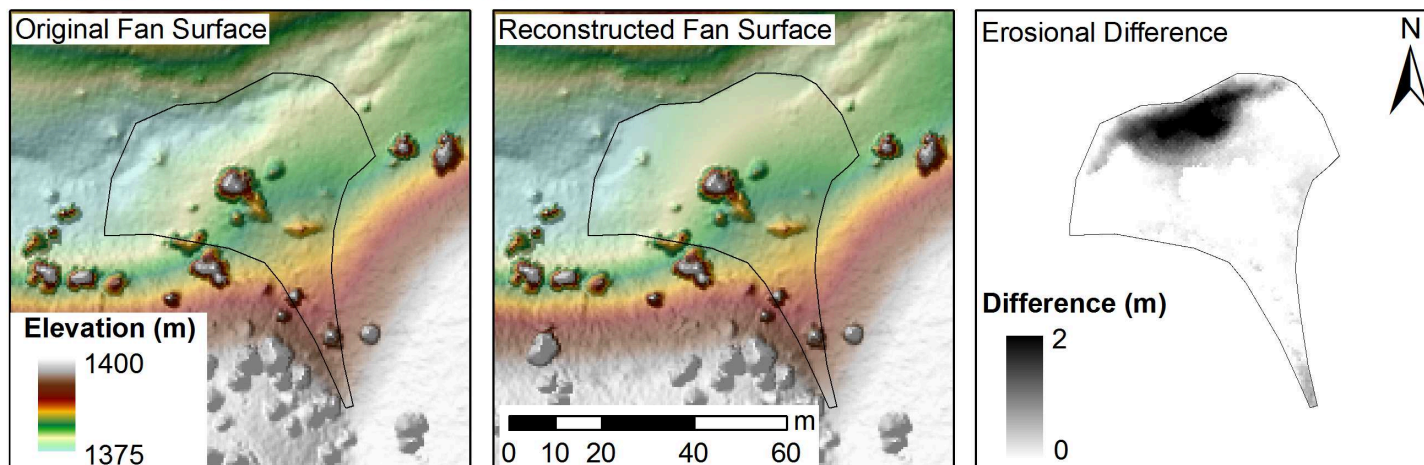 Original Fan Surface
Elevation (m)
1400
1375
Reconstructed Fan Surface
m
0 10 20 40 60
Erosional Difference
N
Difference (m)
2
0